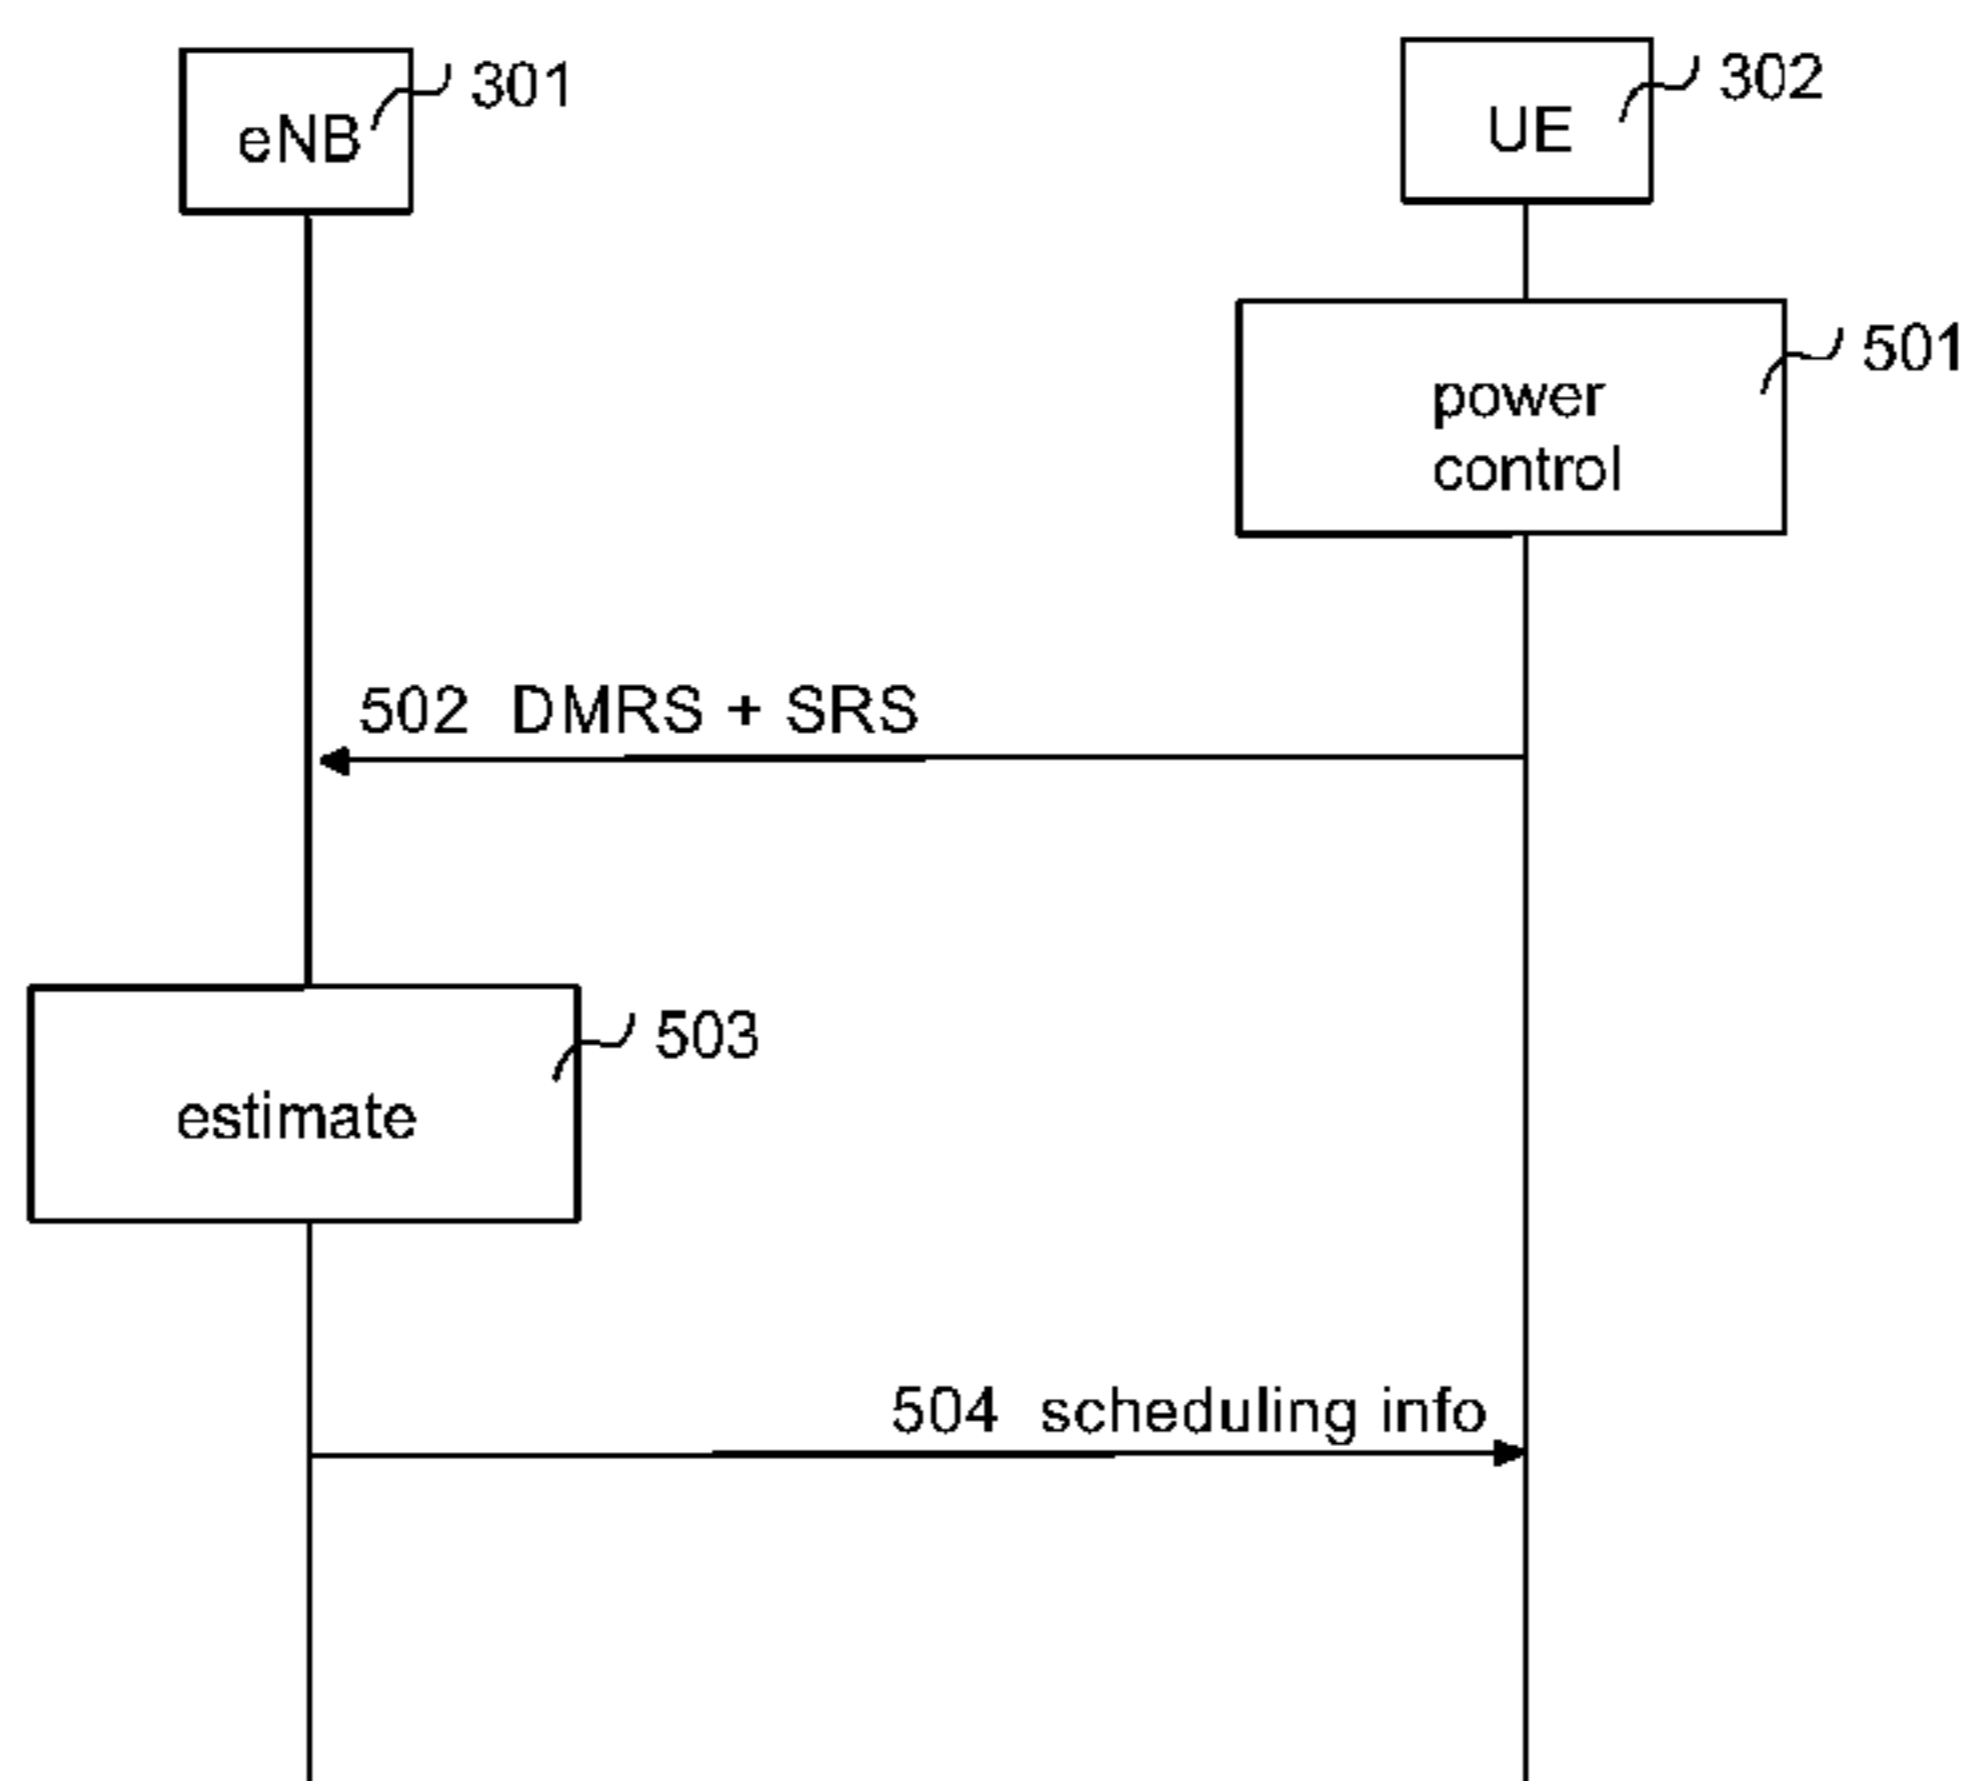 301
eNB
302
UE
501
power
control
502 DMRS + SRS
503
estimate
504 scheduling info